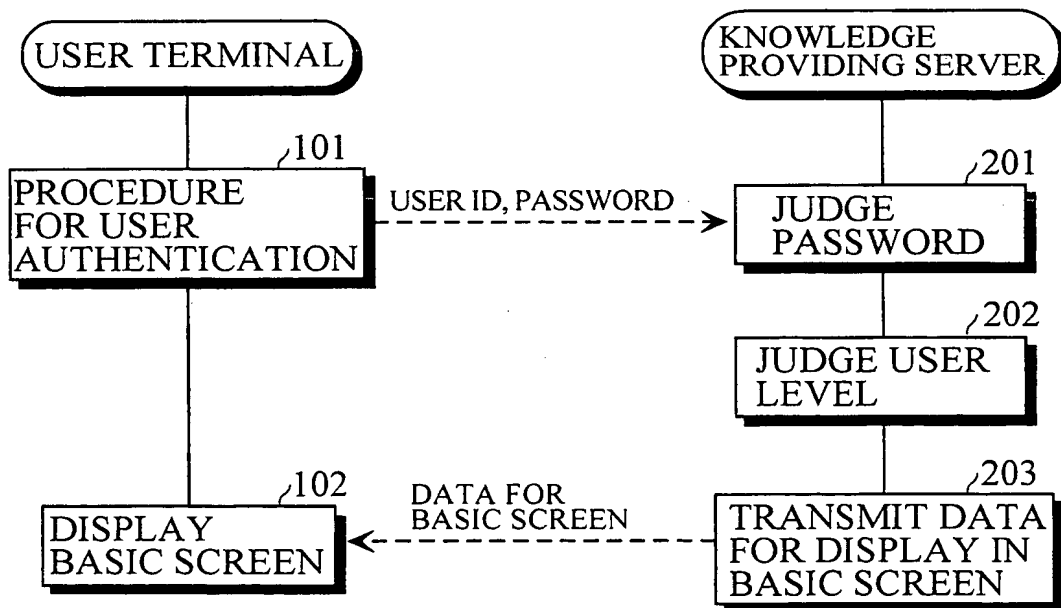 USER TERMINAL
KNOWLEDGE
PROVIDING SERVER
101
PROCEDURE
FOR USER
AUTHENTICATION
USER ID, PASSWORD
201
JUDGE
PASSWORD
202
JUDGE USER
LEVEL
102
DISPLAY
BASIC SCREEN
DATA FOR
BASIC SCREEN
203
TRANSMIT DATA
FOR DISPLAY IN
BASIC SCREEN